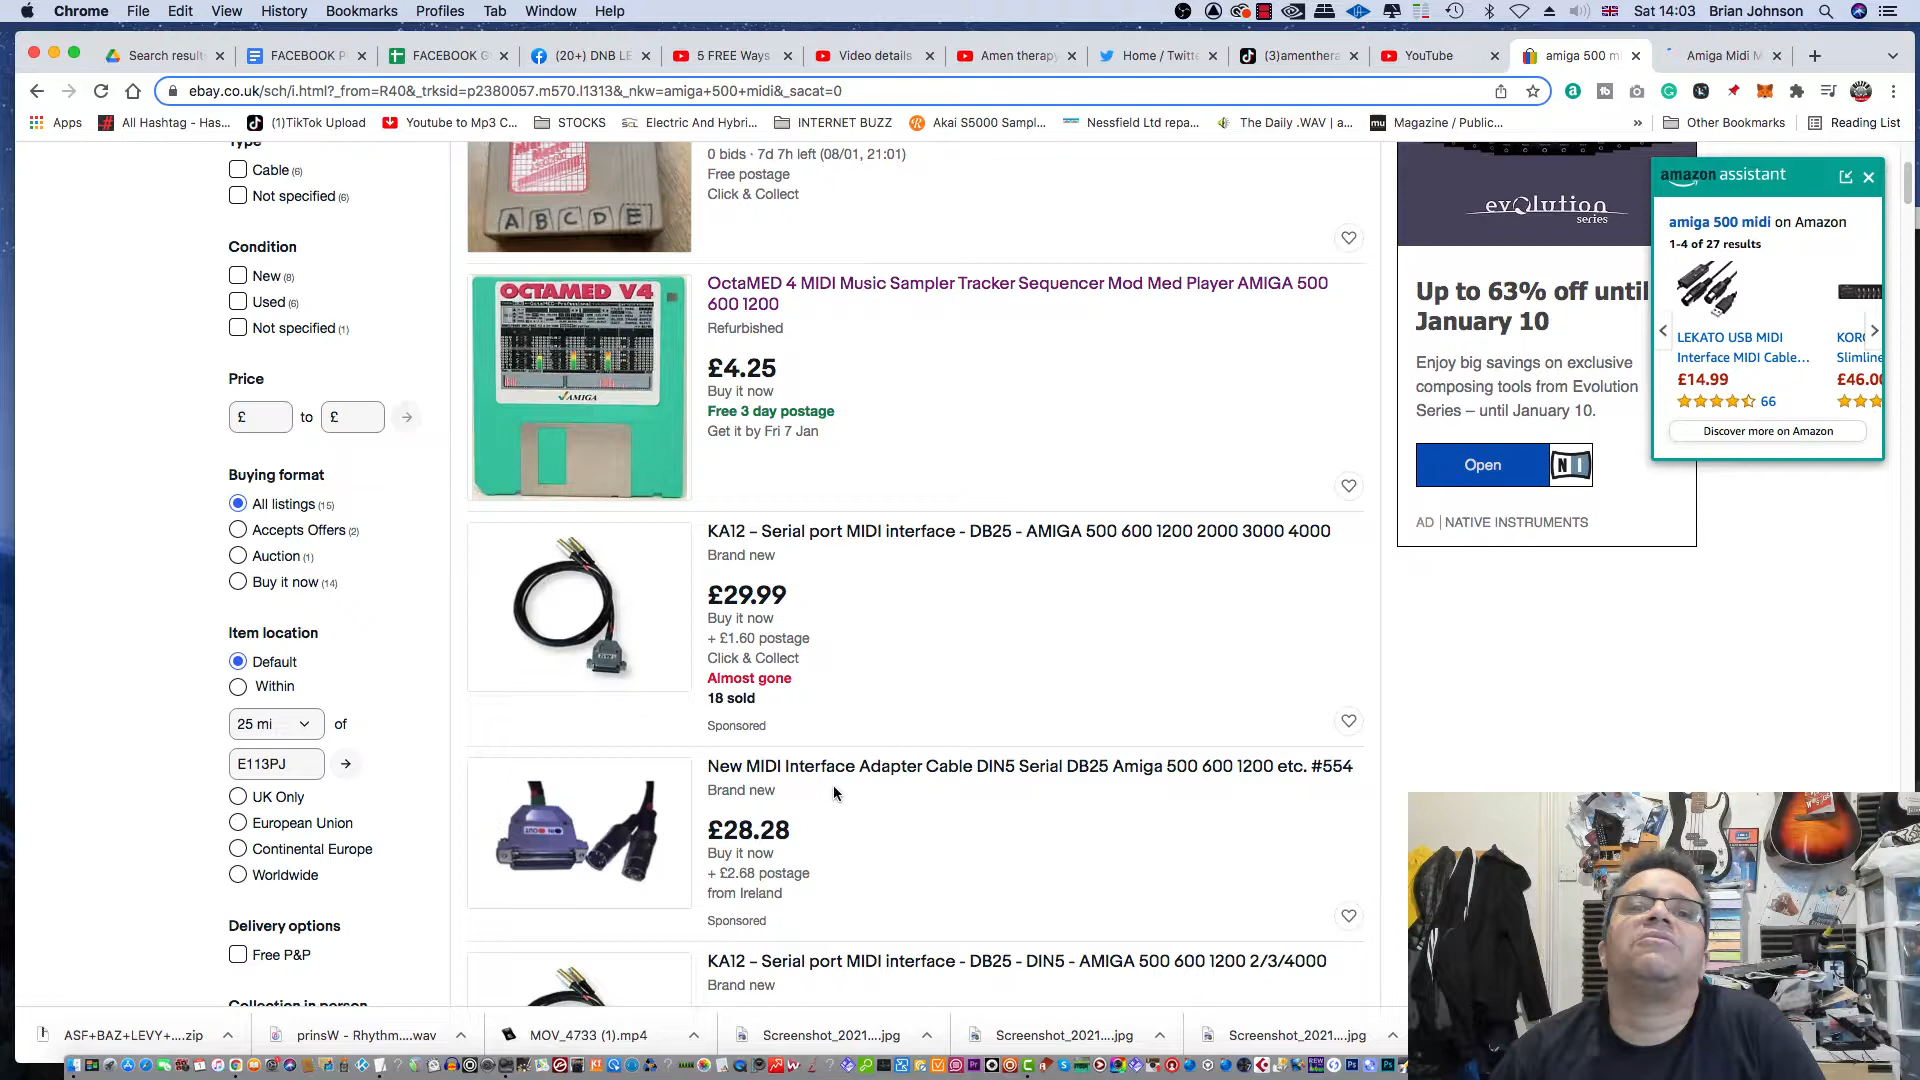 Chrome File Edit View History Bookmarks Profiles Tab Window Help Sat 14:03 Brian Johnson
Search result FACEBOOK P FACEBOOK G (20+) DNB LE 5 FREE Ways Video details Amen therapy Home / Twitte (3)amenthera YouTube amiga 500 mi Amiga Midi M
ebay.co.uk/sch/i.html?_from=R40&_trksid=p2380057.m570.l1313&_nkw=amiga+500+midi&_sacat=0
Apps All Hashtag - Has... (1)TikTok Upload Youtube to Mp3 C... STOCKS Electric And Hybri... INTERNET BUZZ Akai S5000 Sampl... Nessfield Ltd repa... The Daily .WAV | a... Magazine / Public... » Other Bookmarks Reading List
Type
Cable (6)
Not specified (6)
Condition
New (8)
Used (6)
Not specified (1)
Price
£ to £
Buying format
All listings (15)
Accepts Offers (2)
Auction (1)
Buy it now (14)
Item location
Default
Within
25 mi of
E113PJ
UK Only
European Union
Continental Europe
Worldwide
Delivery options
Free P&P
Collection in person
A B C D E
0 bids · 7d 7h left (08/01, 21:01)
Free postage
Click & Collect
OCTAMED V4
AMIGA
OctaMED 4 MIDI Music Sampler Tracker Sequencer Mod Med Player AMIGA 500
600 1200
Refurbished
£4.25
Buy it now
Free 3 day postage
Get it by Fri 7 Jan
KA12 – Serial port MIDI interface - DB25 - AMIGA 500 600 1200 2000 3000 4000
Brand new
£29.99
Buy it now
+ £1.60 postage
Click & Collect
Almost gone
18 sold
Sponsored
New MIDI Interface Adapter Cable DIN5 Serial DB25 Amiga 500 600 1200 etc. #554
Brand new
£28.28
Buy it now
+ £2.68 postage
from Ireland
Sponsored
KA12 – Serial port MIDI interface - DB25 - DIN5 - AMIGA 500 600 1200 2/3/4000
Brand new
evolution
series
Up to 63% off until
January 10
Enjoy big savings on exclusive
composing tools from Evolution
Series – until January 10.
Open
AD | NATIVE INSTRUMENTS
amazon assistant
amiga 500 midi on Amazon
1-4 of 27 results
LEKATO USB MIDI
Interface MIDI Cable...
£14.99
66
KOR
Slimline
£46.00
Discover more on Amazon
ASF+BAZ+LEVY+....zip prinsW - Rhythm....wav MOV_4733 (1).mp4 Screenshot_2021....jpg Screenshot_2021....jpg Screenshot_2021....jpg